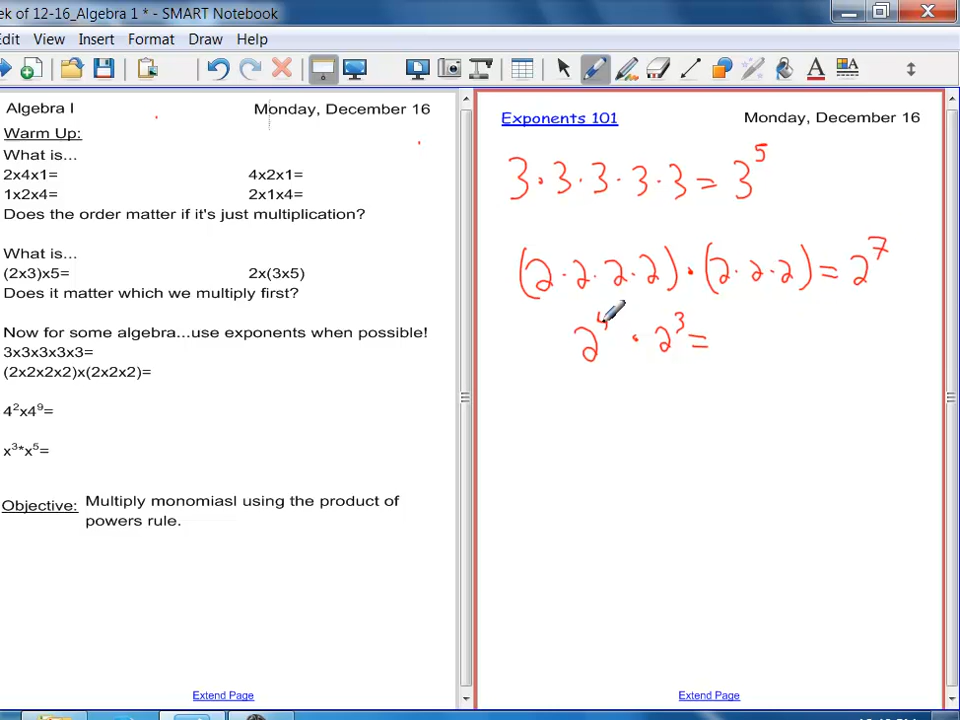 ek of 12-16_Algebra 1 * - SMART Notebook
Edit View Insert Format Draw Help
Algebra I Monday, December 16
Warm Up:
What is...
2x4x1= 4x2x1=
1x2x4= 2x1x4=
Does the order matter if it's just multiplication?
What is...
(2x3)x5= 2x(3x5)
Does it matter which we multiply first?
Now for some algebra...use exponents when possible!
3x3x3x3x3=
(2x2x2x2)x(2x2x2)=
4²x4⁹=
x³*x⁵=
Objective: Multiply monomiasl using the product of
powers rule.
Extend Page
Exponents 101 Monday, December 16
3·3·3·3·3=3⁵
(2·2·2·2)·(2·2·2)=2⁷
2⁴·2³=
Extend Page